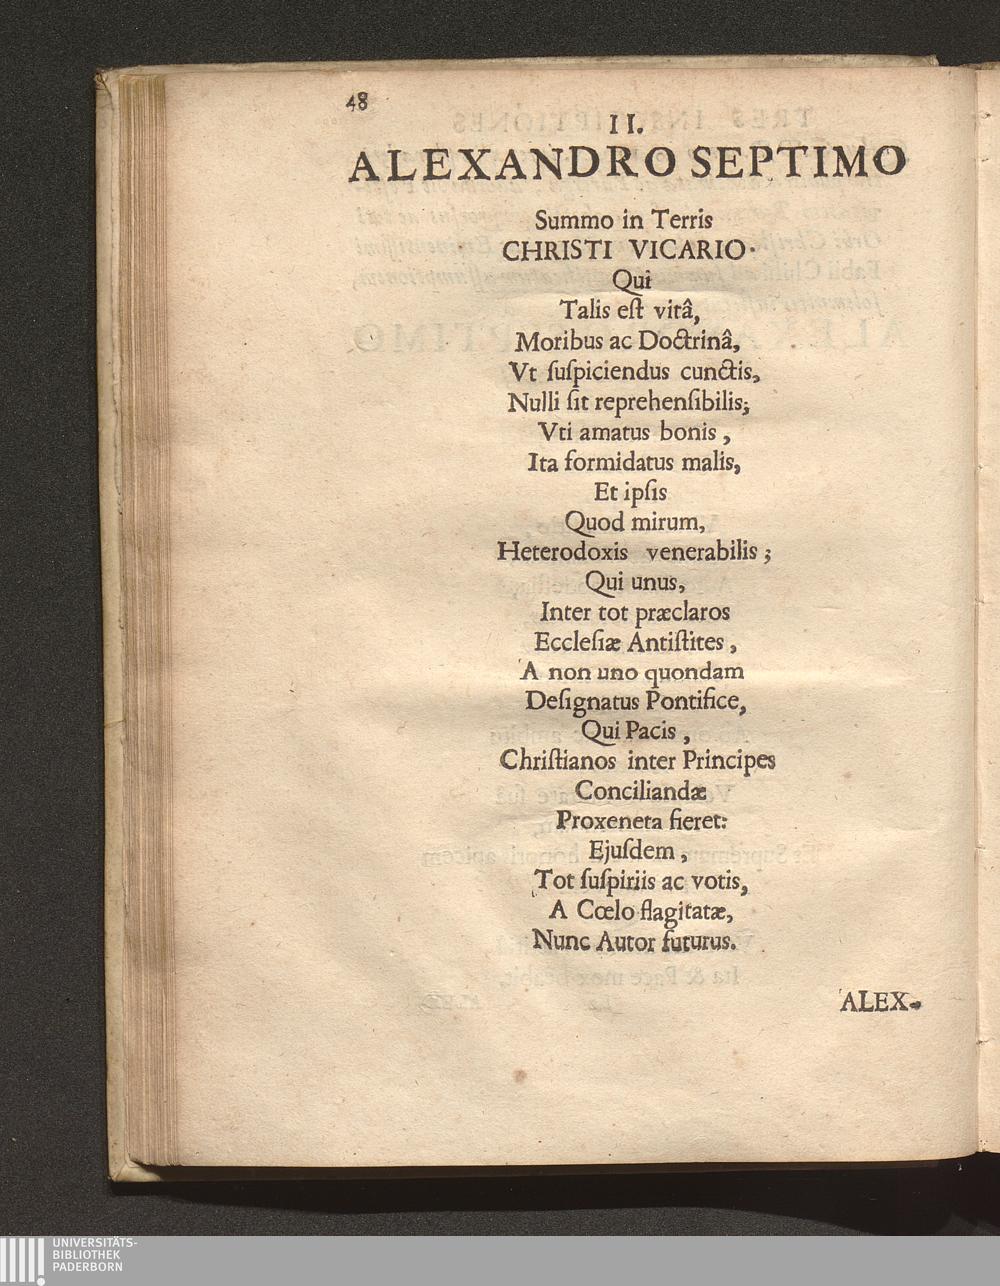 48
II.
ALEXANDRO SEPTIMO
Summo in Terris
CHRISTI VICARIO.
Qui
Talis eſt vitâ,
Moribus ac Doctrinâ,
Vt ſuſpiciendus cunctis,
Nulli ſit reprehenſibilis;
Vti amatus bonis,
Ita formidatus malis,
Et ipſis
Quod mirum,
Heterodoxis venerabilis;
Qui unus,
Inter tot præclaros
Eccleſiæ Antiſtites,
A non uno quondam
Deſignatus Pontifice,
Qui Pacis,
Chriſtianos inter Principes
Conciliandæ
Proxeneta fieret:
Ejuſdem,
Tot ſuſpiriis ac votis,
A Cœlo flagitatæ,
Nunc Autor futurus.
ALEX-
UNIVERSITÄTS-
BIBLIOTHEK
PADERBORN